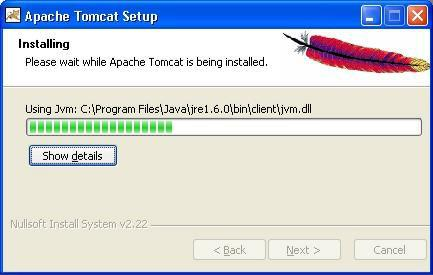 Apache Tomcat Setup
Installing
Please wait while Apache Tomcat is being installed.
Using Jvm: C:\Program Files\Java\jre1.6.0\bin\client\jvm.dll
Show details
Nullsoft Install System v2.22
< Back Next > Cancel